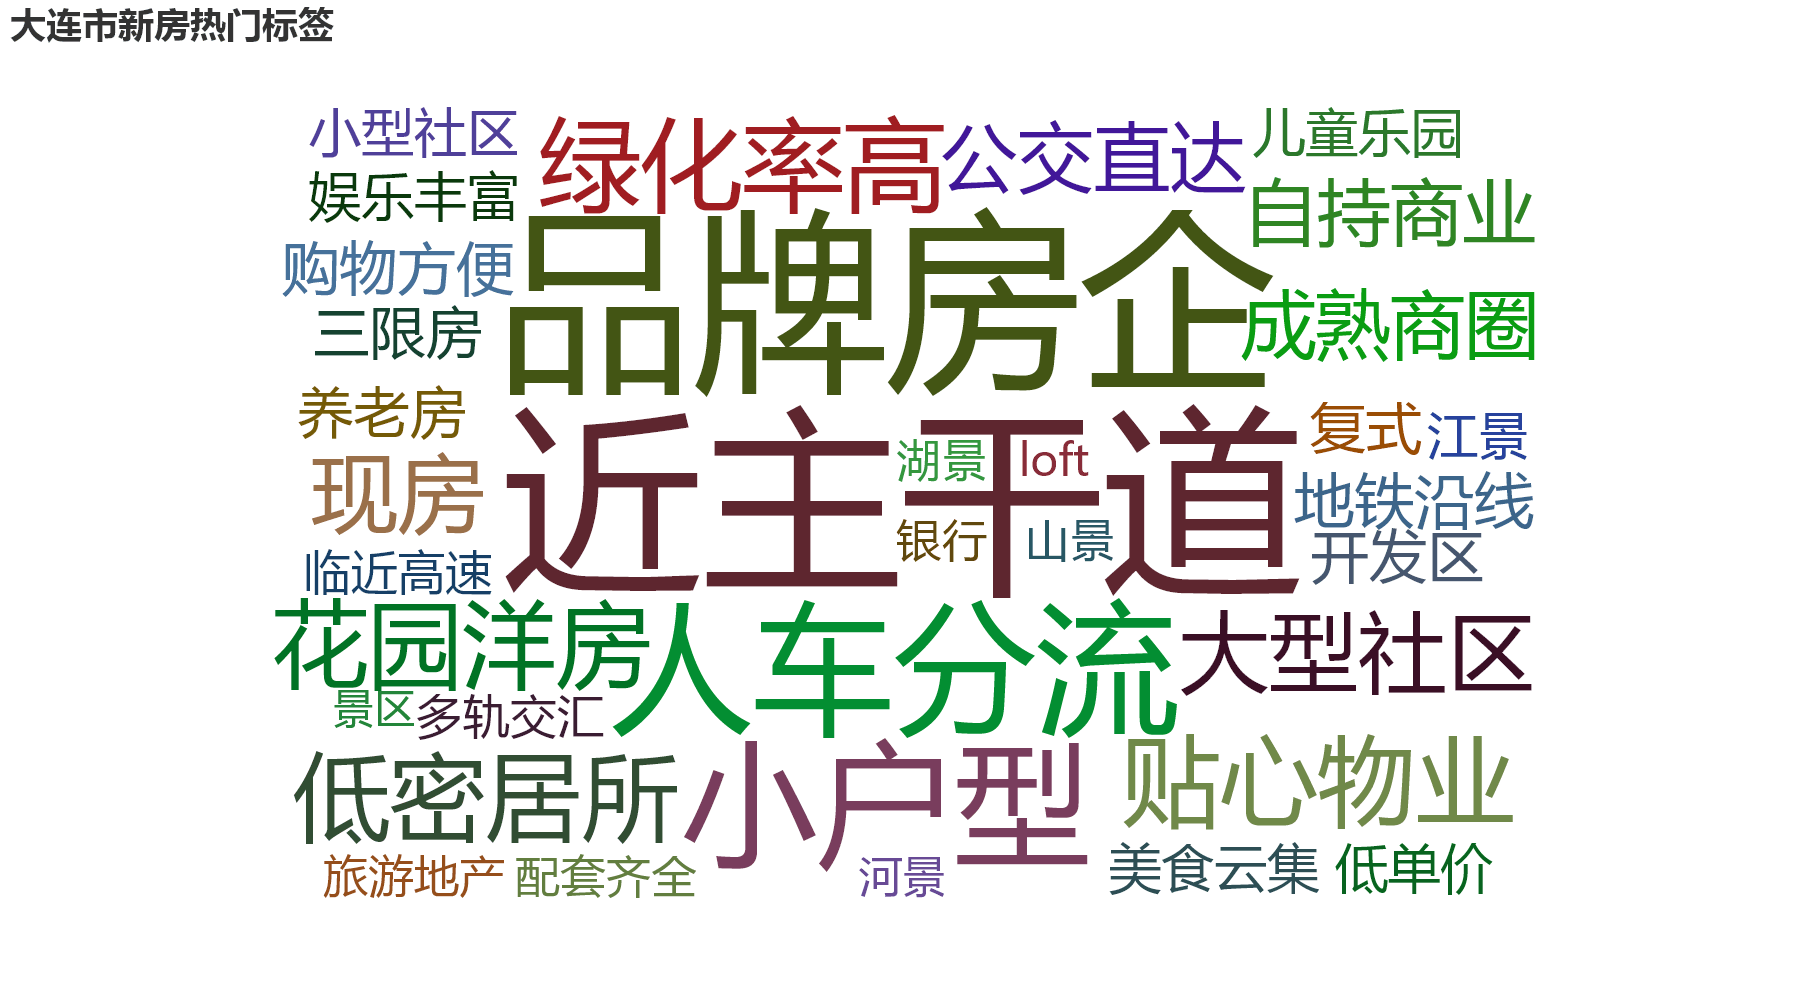 大连市新房热门标签
小型社区
绿化率高
公交直达
儿童乐园
娱乐丰富
自持商业
购物方便
品牌房企
三限房
成熟商圈
养老房
近主干道
湖景
loft
复式
江景
现房
银行
山景
地铁沿线
临近高速
开发区
花园洋房
人车分流
大型社区
景区
多轨交汇
低密居所
小户型
贴心物业
旅游地产
配套齐全
河景
美食云集
低单价